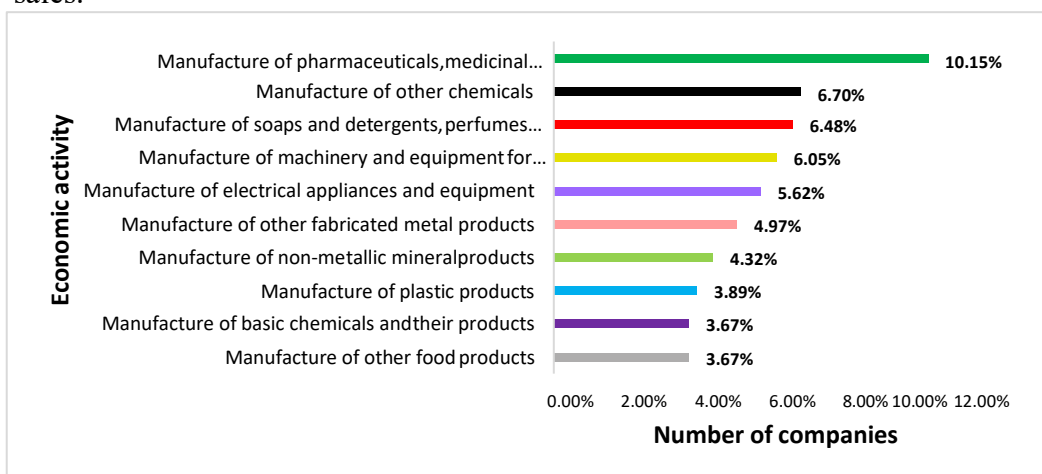 sales.
Economic activity
Manufacture of pharmaceuticals,medicinal... 10.15%
Manufacture of other chemicals 6.70%
Manufacture of soaps and detergents,perfumes... 6.48%
Manufacture of machinery and equipment for... 6.05%
Manufacture of electrical appliances and equipment 5.62%
Manufacture of other fabricated metal products 4.97%
Manufacture of non-metallic mineralproducts 4.32%
Manufacture of plastic products 3.89%
Manufacture of basic chemicals andtheir products 3.67%
Manufacture of other food products 3.67%
0.00% 2.00% 4.00% 6.00% 8.00% 10.00% 12.00%
Number of companies